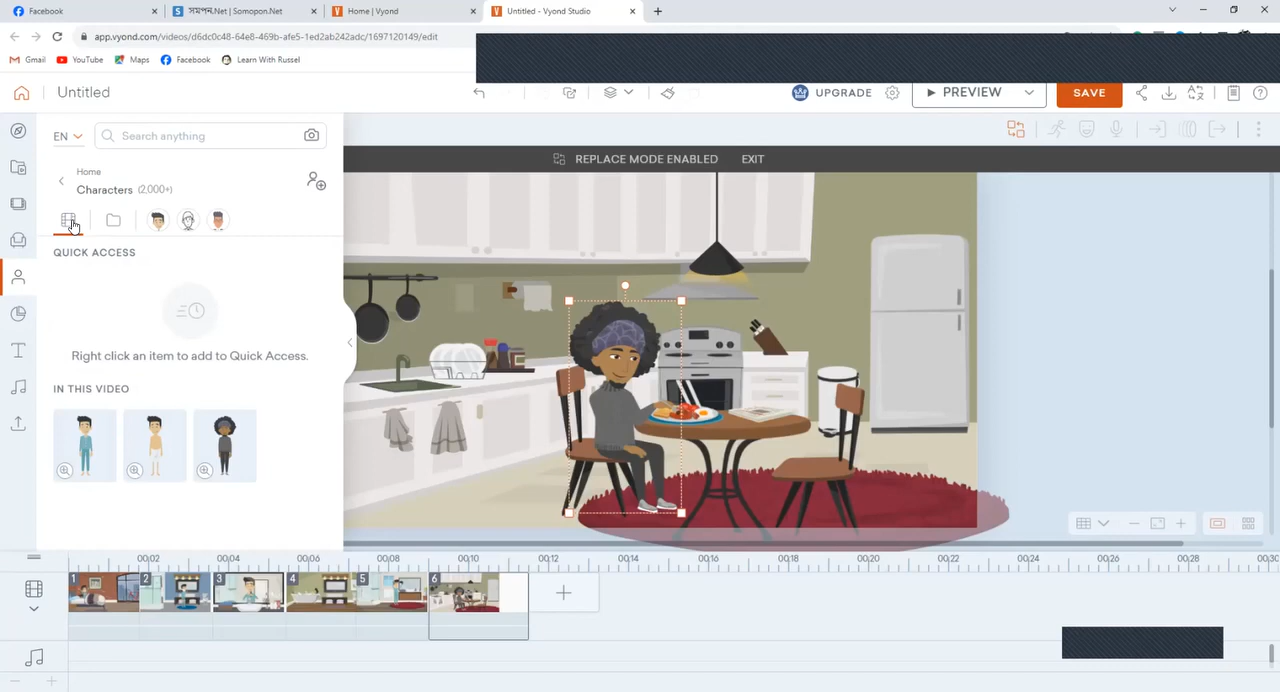 Facebook
সমপন.Net | Somopon.Net
Home | Vyond
Untitled - Vyond Studio
app.vyond.com/videos/d6dc0c48-64e8-469b-afe5-1ed2ab242adc/1697120149/edit
Gmail
YouTube
Maps
Facebook
Learn With Russel
Untitled
UPGRADE
PREVIEW
SAVE
EN
Search anything
Home
Characters (2,000+)
REPLACE MODE ENABLED EXIT
QUICK ACCESS
Right click an item to add to Quick Access.
IN THIS VIDEO
00:02 00:04 00:06 00:08 00:10 00:12 00:14 00:16 00:18 00:20 00:22 00:24 00:26 00:28 00:30
1 2 3 4 5 6